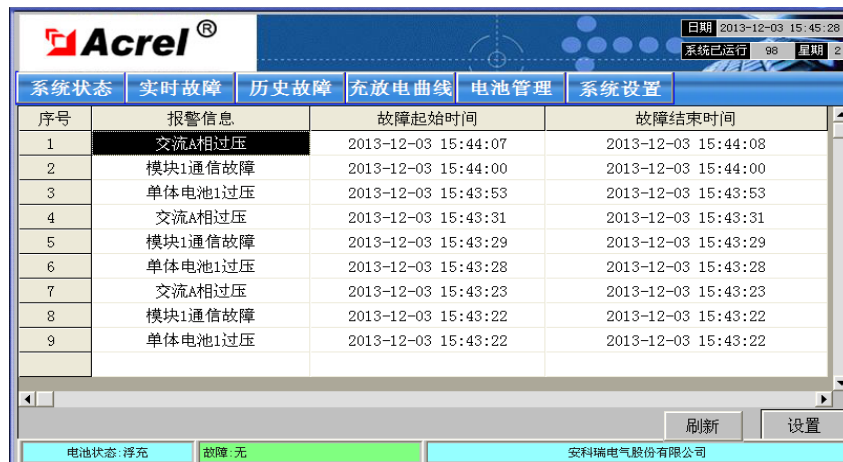 Acrel®
日期 2013-12-03 15:45:28
系统已运行 98 星期 2
系统状态 实时故障 历史故障 充放电曲线 电池管理 系统设置
序号 报警信息 故障起始时间 故障结束时间
1 交流A相过压 2013-12-03 15:44:07 2013-12-03 15:44:08
2 模块1通信故障 2013-12-03 15:44:00 2013-12-03 15:44:00
3 单体电池1过压 2013-12-03 15:43:53 2013-12-03 15:43:53
4 交流A相过压 2013-12-03 15:43:31 2013-12-03 15:43:31
5 模块1通信故障 2013-12-03 15:43:29 2013-12-03 15:43:29
6 单体电池1过压 2013-12-03 15:43:28 2013-12-03 15:43:28
7 交流A相过压 2013-12-03 15:43:23 2013-12-03 15:43:23
8 模块1通信故障 2013-12-03 15:43:22 2013-12-03 15:43:22
9 单体电池1过压 2013-12-03 15:43:22 2013-12-03 15:43:22
刷新 设置
电池状态:浮充 故障:无 安科瑞电气股份有限公司